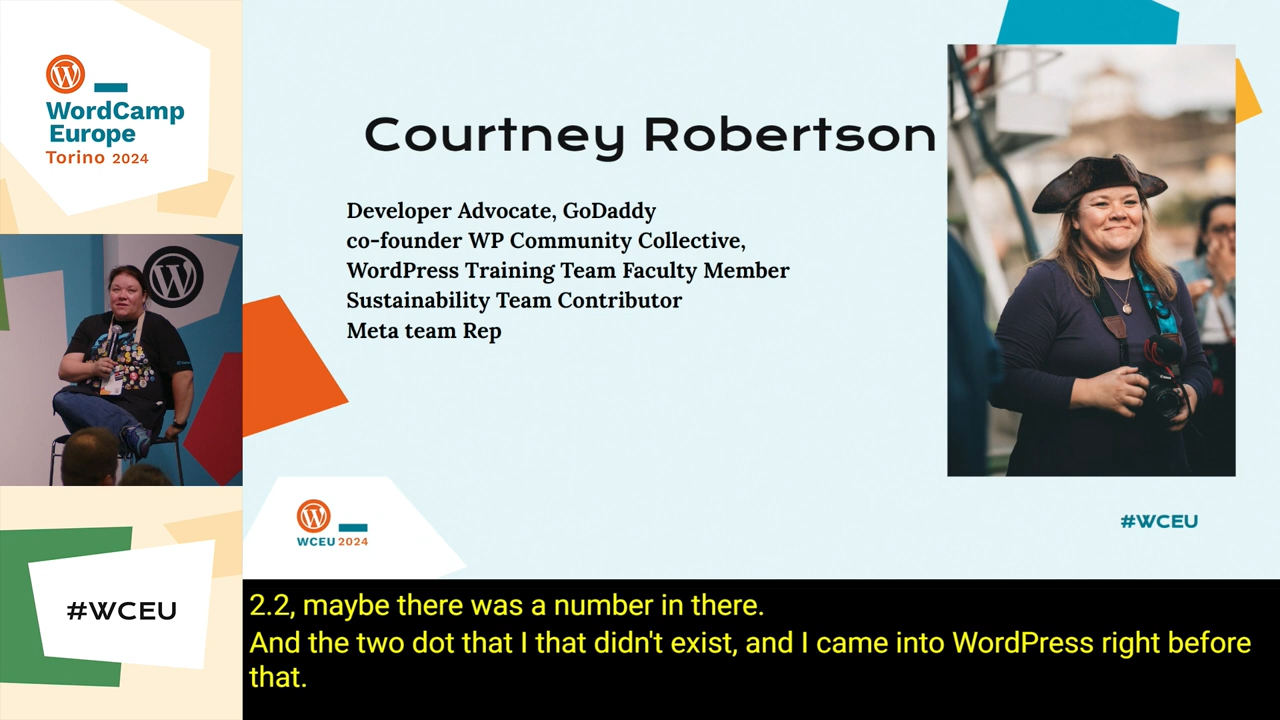 WordCamp
Europe
Torino 2024
#WCEU
Courtney Robertson
Developer Advocate, GoDaddy
co-founder WP Community Collective,
WordPress Training Team Faculty Member
Sustainability Team Contributor
Meta team Rep
WCEU 2024
#WCEU
2.2, maybe there was a number in there.
And the two dot that I that didn't exist, and I came into WordPress right before
that.